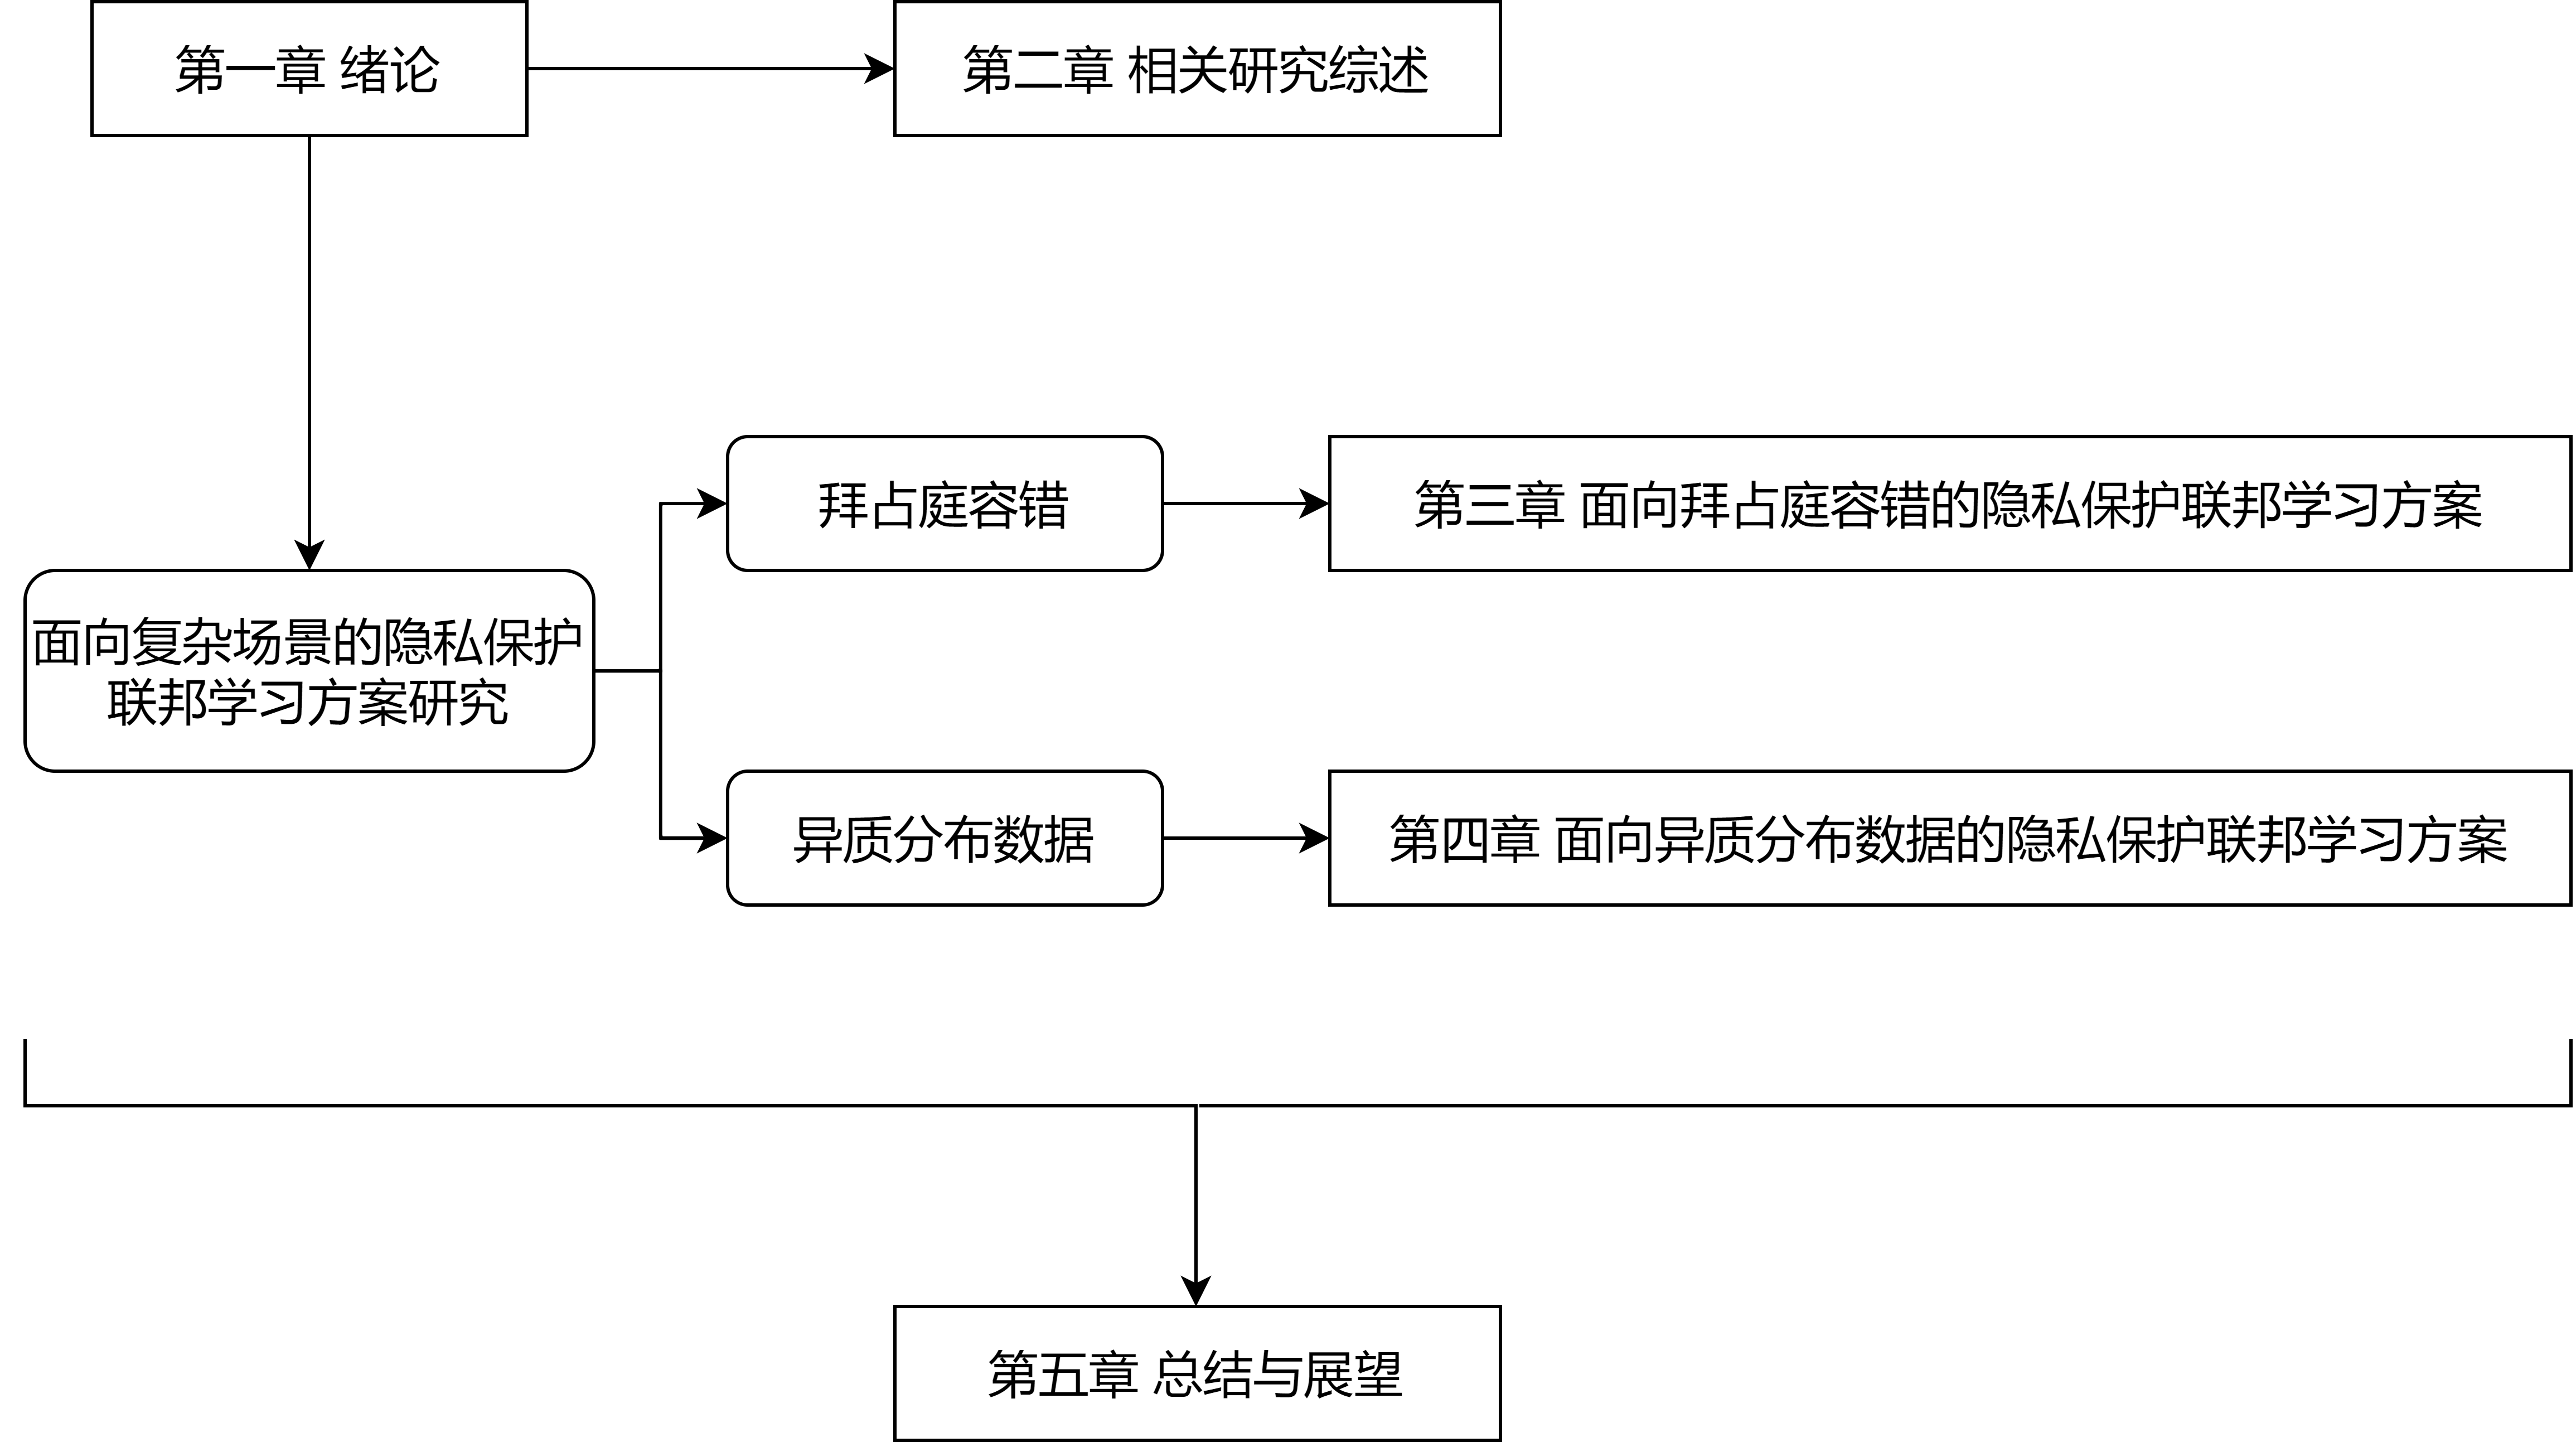 第一章 绪论
第二章 相关研究综述
拜占庭容错
第三章 面向拜占庭容错的隐私保护联邦学习方案
面向复杂场景的隐私保护
联邦学习方案研究
异质分布数据
第四章 面向异质分布数据的隐私保护联邦学习方案
第五章 总结与展望